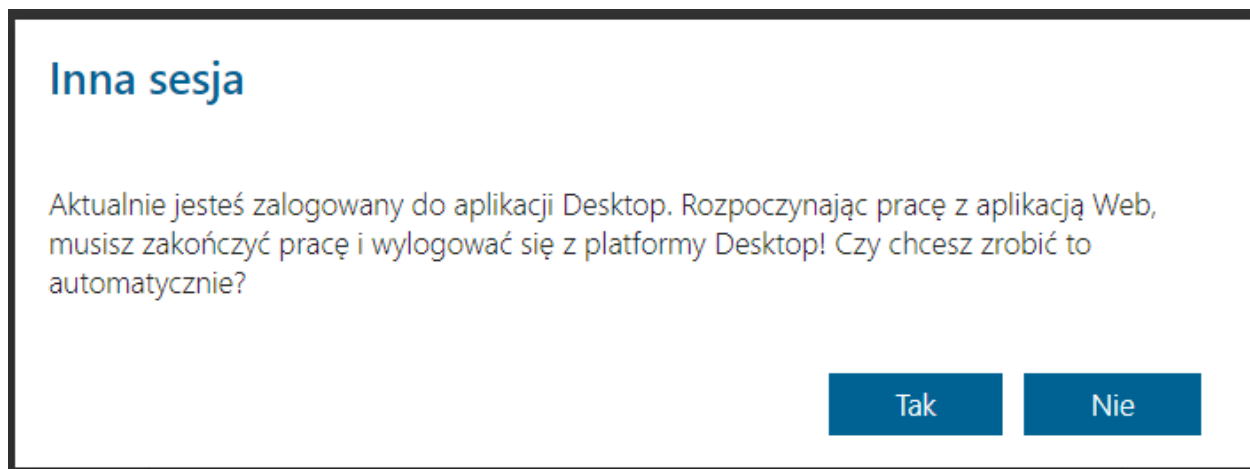 Inna sesja
Aktualnie jesteś zalogowany do aplikacji Desktop. Rozpoczynając pracę z aplikacją Web,
musisz zakończyć pracę i wylogować się z platformy Desktop! Czy chcesz zrobić to
automatycznie?
Tak Nie